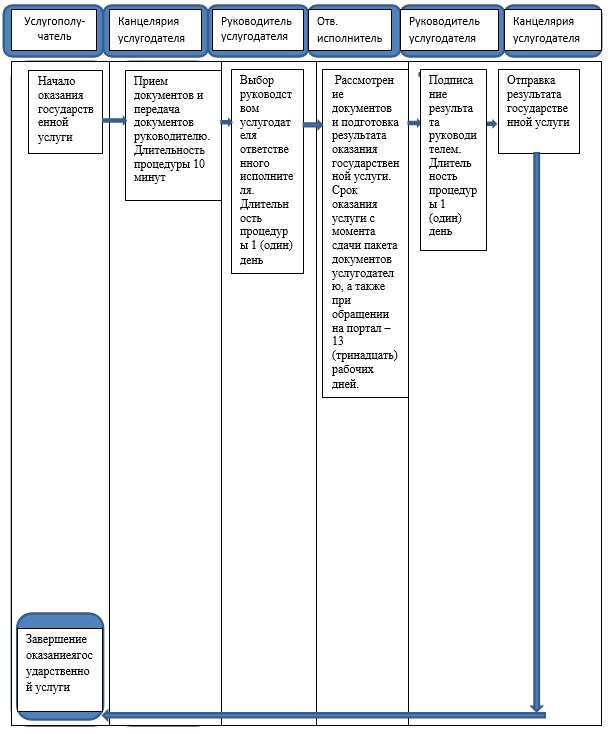 Услугополу-
чатель
Канцелярия
услугодателя
Руководитель
услугодателя
Отв.
исполнитель
Руководитель
услугодателя
Канцелярия
услугодателя
Начало
оказания
государств
енной
услуги
Прием
документов и
передача
документов
руководителю.
Длительность
процедуры 10
минут
Выбор
руководст
вом
услугодат
еля
ответстве
нного
исполните
ля.
Длительн
ость
процедур
ы 1 (один)
день
Рассмотрен
ие
документов
и подготовка
результата
оказания
государствен
ной услуги.
Срок
оказания
услуги с
момента
сдачи пакета
документов
услугодател
ю, а также
при
обращении
на портал –
13
(тринадцать)
рабочих
дней.
Подписа
ние
результа
та
руководи
телем.
Длитель
ность
процедур
ы 1
(один)
день
Отправка
результата
государстве
нной услуги
Завершение
оказаниягос
ударственно
й услуги